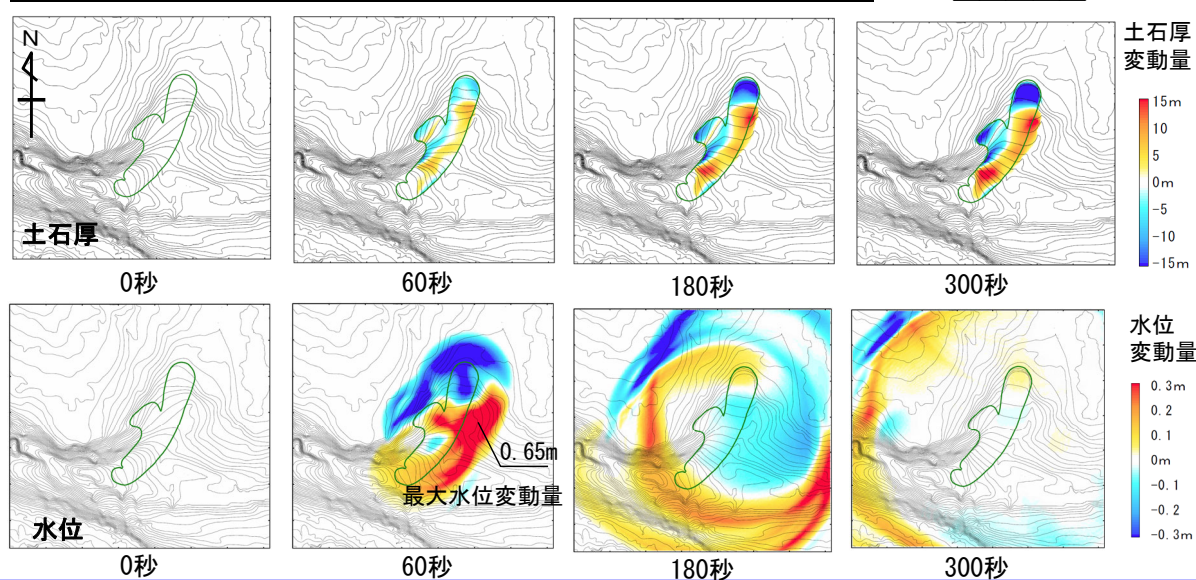 N
土石厚
0秒
60秒
180秒
300秒
土石厚
変動量
15m
10
5
0m
-5
-10
-15m
水位
0秒
0.65m
最大水位変動量
60秒
180秒
300秒
水位
変動量
0.3m
0.2
0.1
0m
-0.1
-0.2
-0.3m